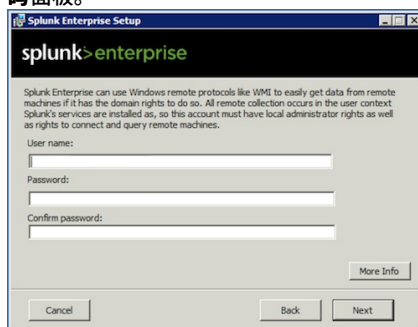 码面板。
Splunk Enterprise Setup
splunk>enterprise
Splunk Enterprise can use Windows remote protocols like WMI to easily get data from remote
machines if it has the domain rights to do so. All remote collection occurs in the user context
Splunk's services are installed as, so this account must have local administrator rights as well
as rights to connect and query remote machines.
User name:
Password:
Confirm password:
More Info
Cancel Back Next